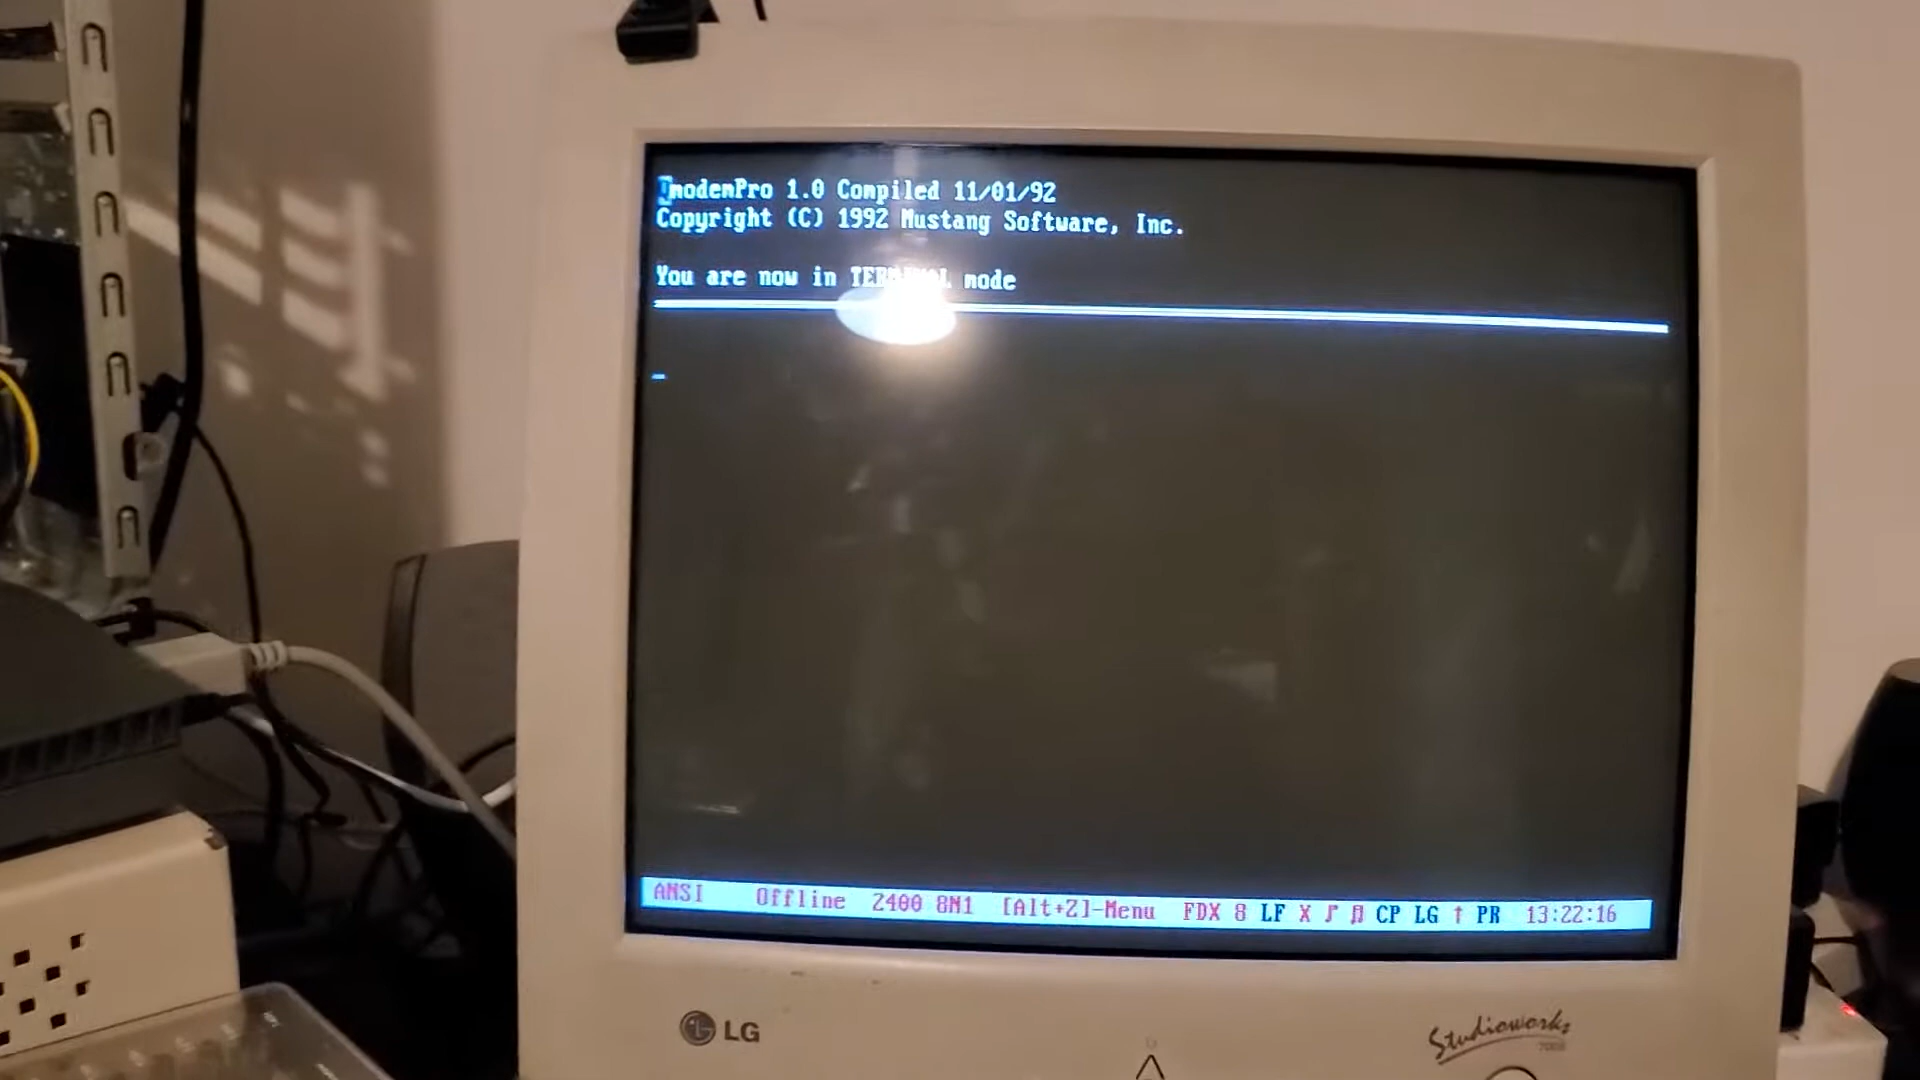 QmodemPro 1.0 Compiled 11/01/92
Copyright (C) 1992 Mustang Software, Inc.
You are now in TERMINAL mode
ANSI Offline 2400 8N1 [Alt+Z]-Menu FDX 8 LF X ♪ ♫ CP LG ↑ PR 13:22:16
LG
Studioworks